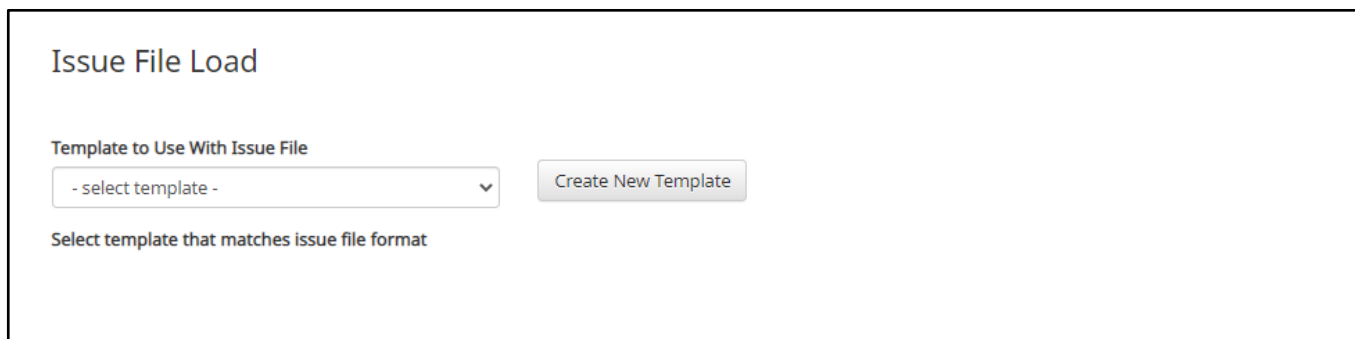 Issue File Load
Template to Use With Issue File
- select template -
Create New Template
Select template that matches issue file format